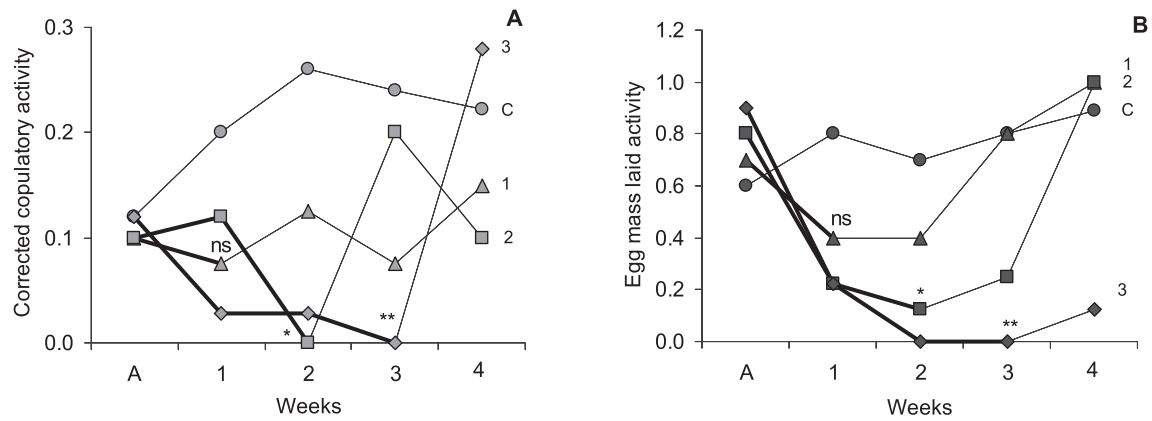 A
Corrected copulatory activity
0.3
0.2
0.1
0.0
3
C
1
2
ns
*
**
A 1 2 3 4
Weeks
B
Egg mass laid activity
1.2
1.0
0.8
0.6
0.4
0.2
0.0
1
2
C
3
ns
*
**
A 1 2 3 4
Weeks